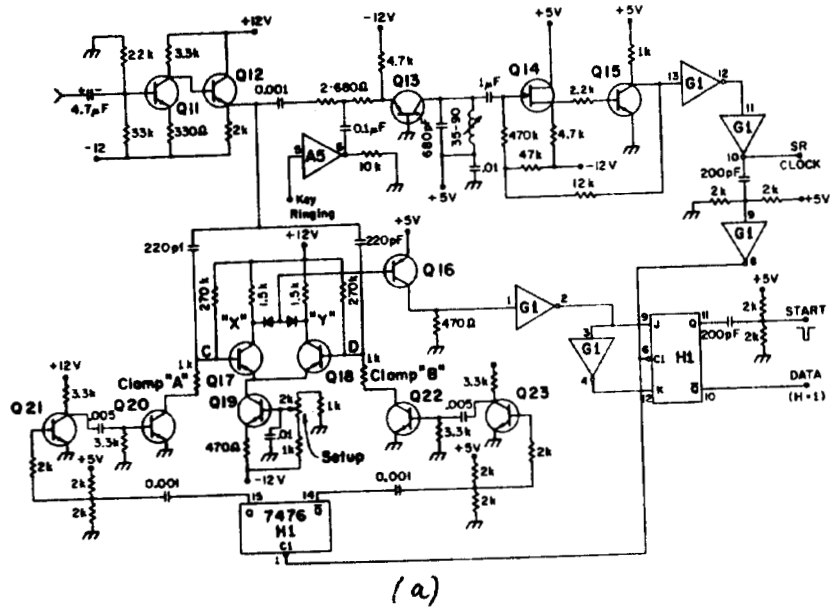 +12V
-12V
+5V
+5V
22k
3.3k
Q12
Q11
4.7μF
+
-
33k
330Ω
2k
-12
0.001
2-680Ω
4.7k
Q13
0.1μF
A5
9
10k
Key
Ringing
680pF
35-90
.01
+5V
1μF
Q14
2.2k
Q15
1k
470k
4.7k
47k
-12V
12k
13
G1
12
11
G1
10
SR
CLOCK
200pF
2k
2k
+5V
9
G1
220pf
220pF
+12V
+5V
Q16
270k
1.5k
1.5k
270k
"X"
"Y"
470Ω
1
G1
2
3
G1
4
9
J
6
C1
12
K
H1
Q
11
Q̅
10
200pF
+5V
2k
2k
START
DATA
(H=1)
C
D
Q17
Q18
1k
1k
Clamp "A"
Clamp "B"
+12V
3.3k
Q21
.005
Q20
3.3k
Q19
2k
1k
.01
1k
470Ω
Setup
-12V
Q22
.005
3.3k
3.3k
Q23
2k
+5V
2k
2k
0.001
15
14
0.001
+5V
2k
2k
2k
Q
Q̅
7476
H1
C1
1
(a)